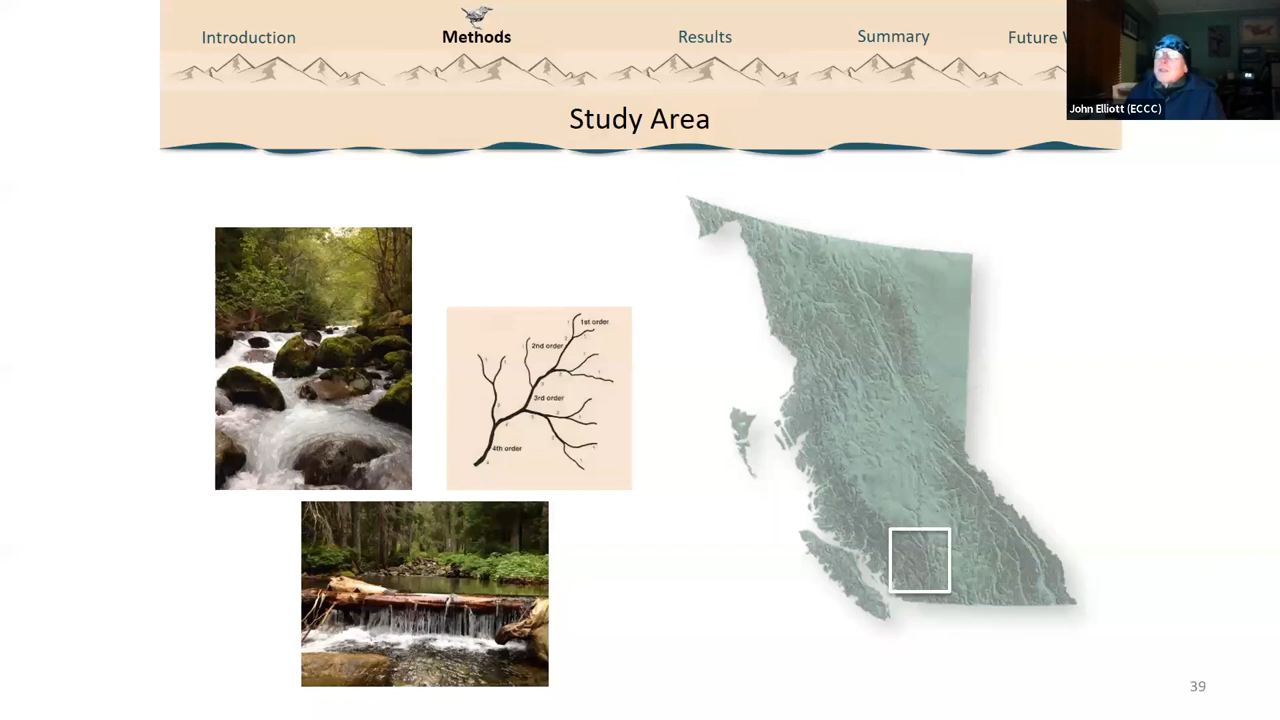 Introduction
Methods
Results
Summary
Future W
John Elliott (ECCC)
Study Area
1st order
2nd order
3rd order
4th order
39